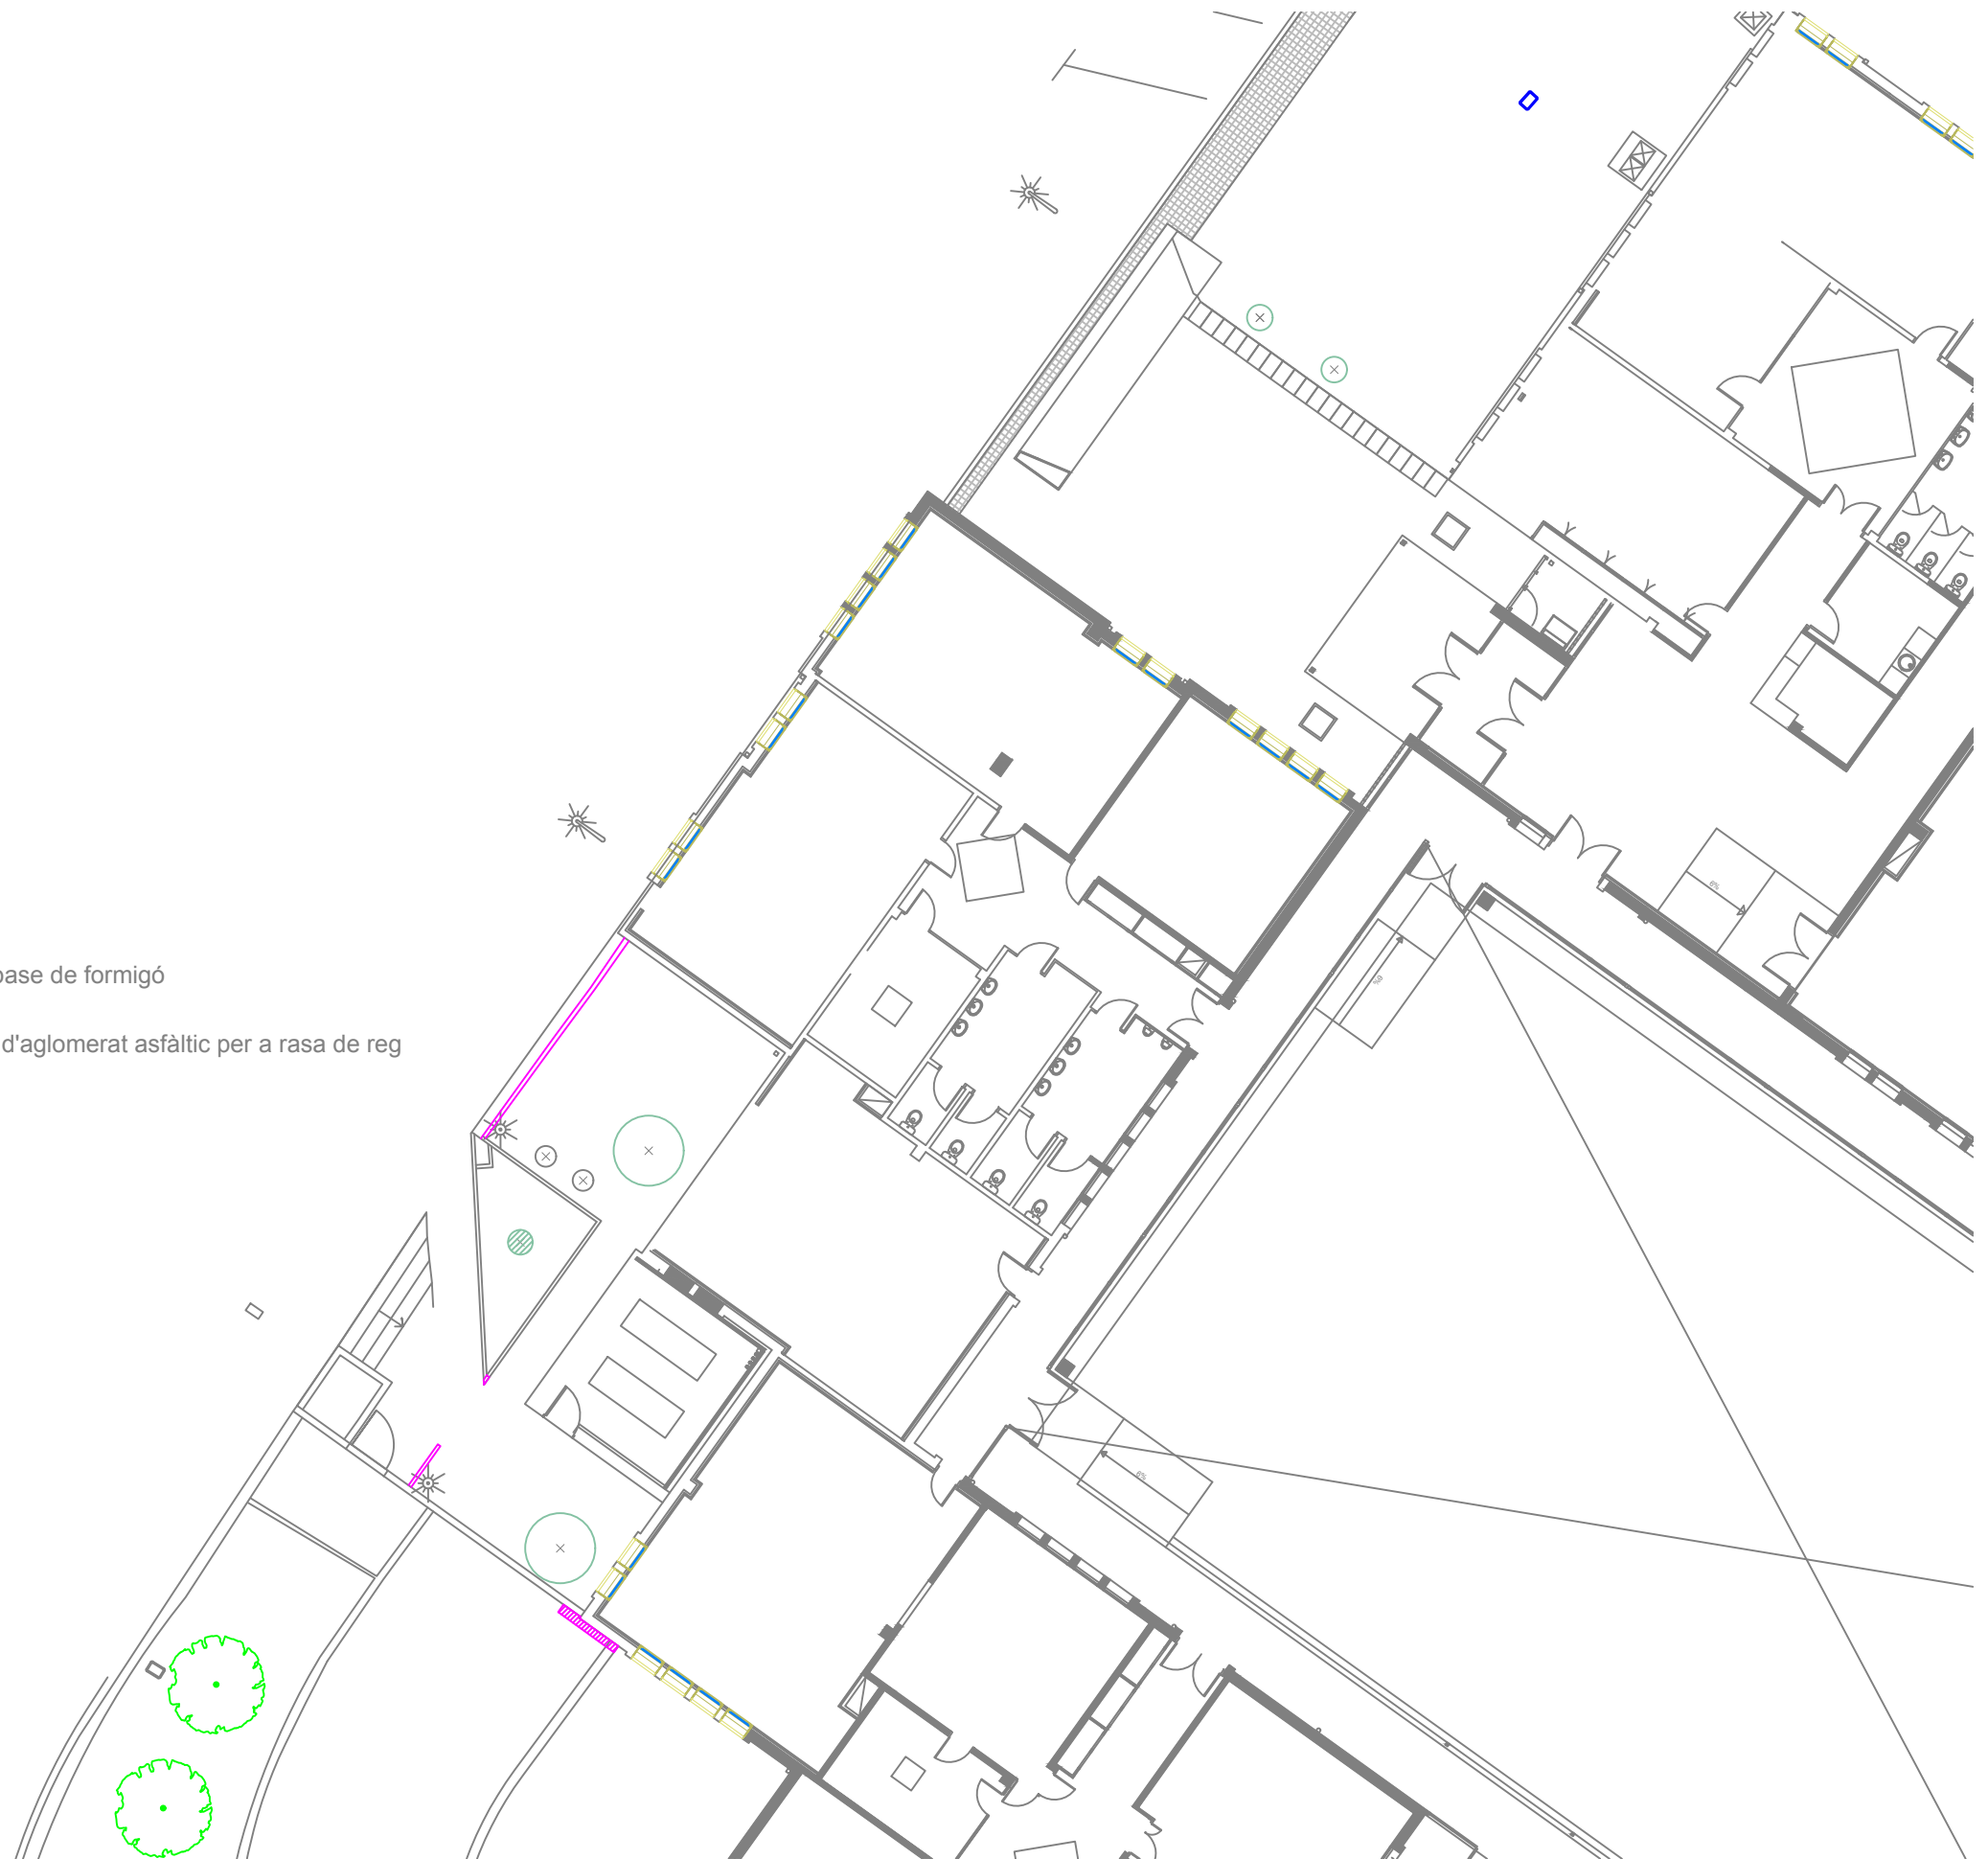 base de formigó
d'aglomerat asfàltic per a rasa de reg